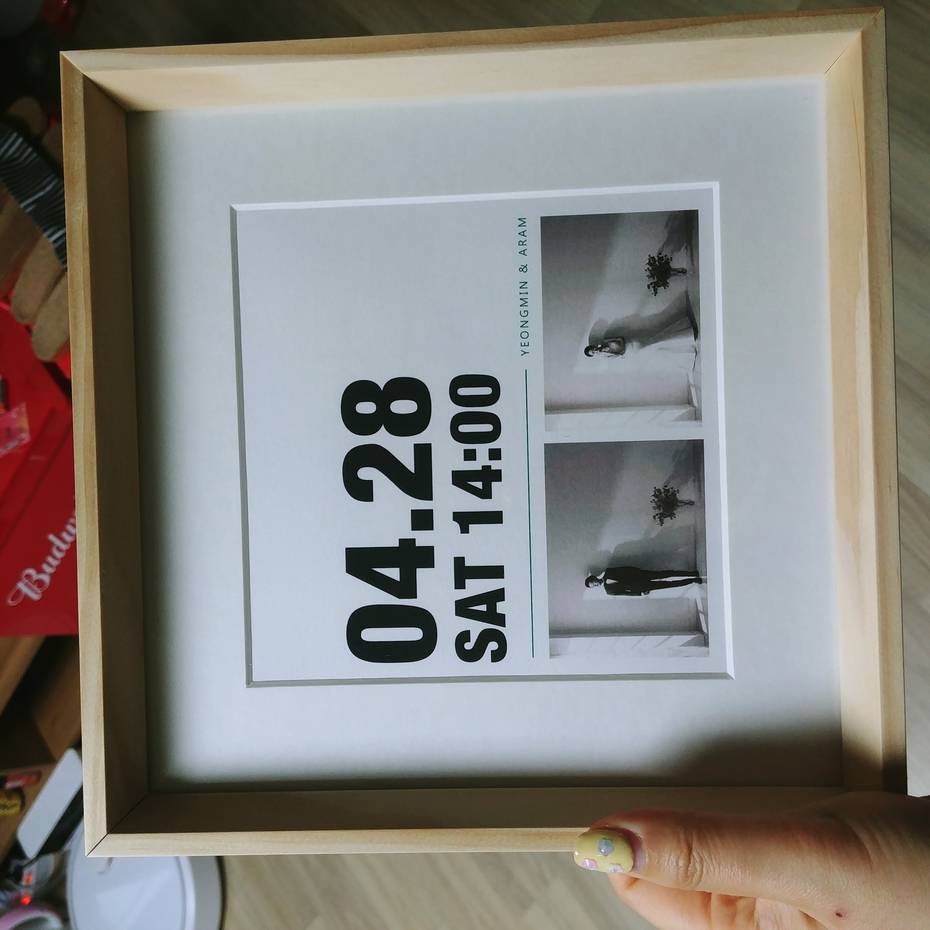 04.28
SAT 14:00
YEONGMIN & ARAM